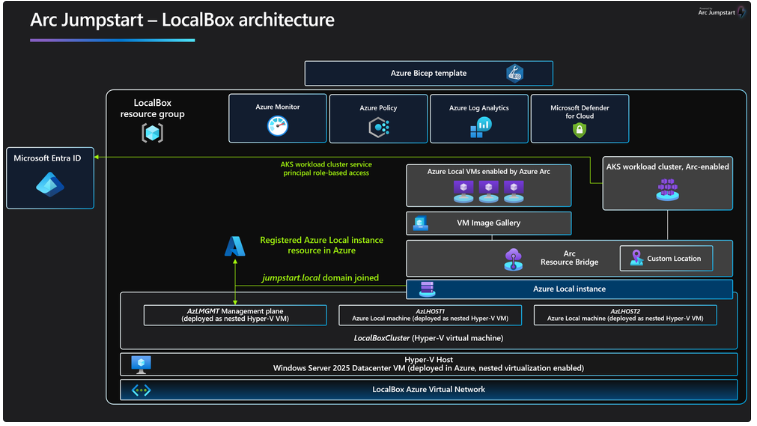 Arc Jumpstart – LocalBox architecture
Arc Jumpstart
Azure Bicep template
LocalBox
resource group
Azure Monitor
Azure Policy
Azure Log Analytics
Microsoft Defender
for Cloud
Microsoft Entra ID
AKS workload cluster service
principal role-based access
Azure Local VMs enabled by Azure Arc
AKS workload cluster, Arc-enabled
VM Image Gallery
Registered Azure Local instance
resource in Azure
Arc
Resource Bridge
Custom Location
jumpstart.local domain joined
Azure Local instance
AzLMGMT Management plane
(deployed as nested Hyper-V VM)
AzLHOST1
Azure Local machine (deployed as nested Hyper-V VM)
AzLHOST2
Azure Local machine (deployed as nested Hyper-V VM)
LocalBoxCluster (Hyper-V virtual machine)
Hyper-V Host
Windows Server 2025 Datacenter VM (deployed in Azure, nested virtualization enabled)
LocalBox Azure Virtual Network